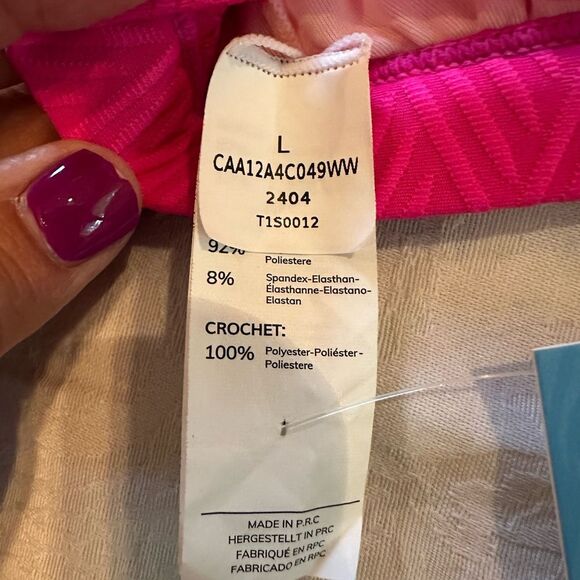 L
CAA12A4C049WW
2404
T1S0012
92%
Poliestere
8% Spandex-Elasthan-
Élasthanne-Elastano-
Elastan
CROCHET:
100% Polyester-Poliéster-
Poliestere
MADE IN P.R.C
HERGESTELLT IN PRC
FABRIQUÉ EN RPC
FABRICADO EN RPC